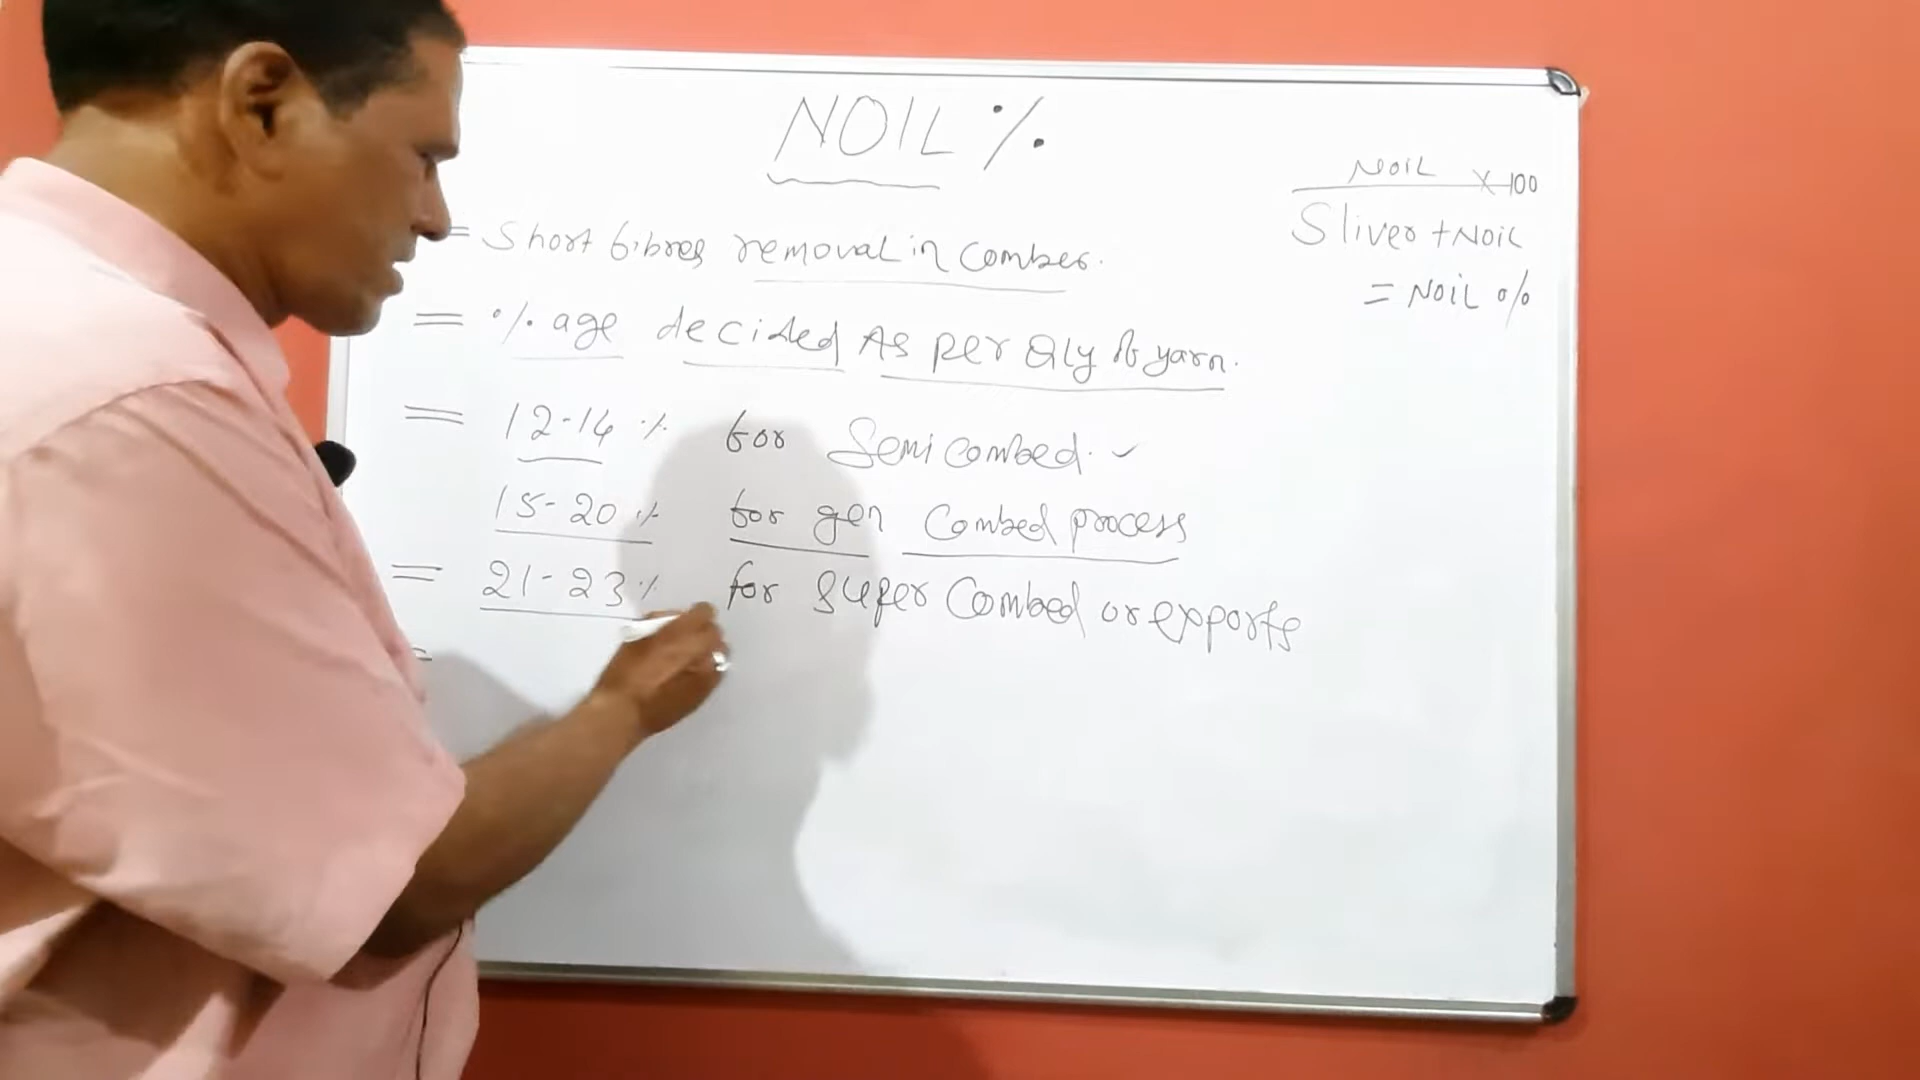 NOIL %
= Short fibres removal in comber.
= % age decided As per Qly of yarn.
= 12-14 % for Semi combed.
15-20 % for gen Combed process
= 21-23 % for super Combed or exports
=
NOIL X 100
Sliver + NOIL
= NOIL %